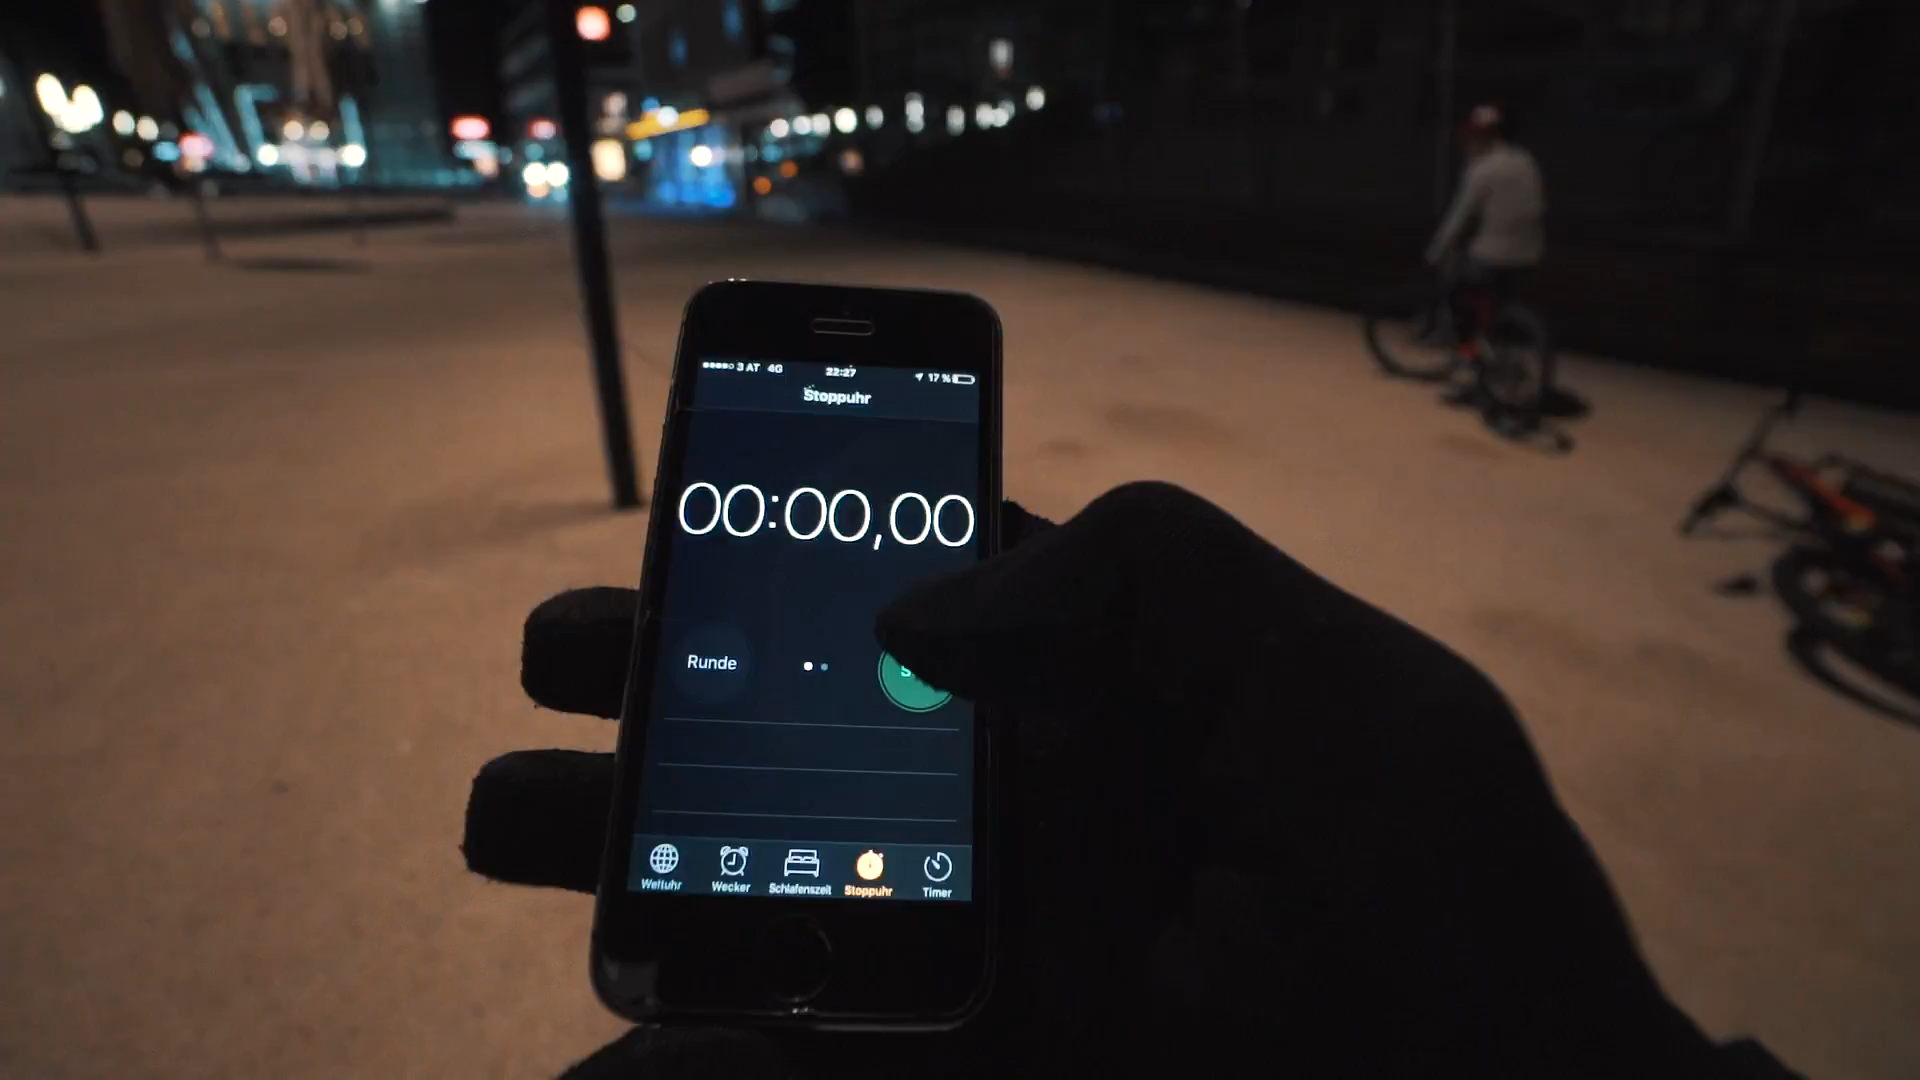 3 AT 4G 22:27 17 %
Stoppuhr
00:00,00
Runde
Weltuhr Wecker Schlafenszeit Stoppuhr Timer